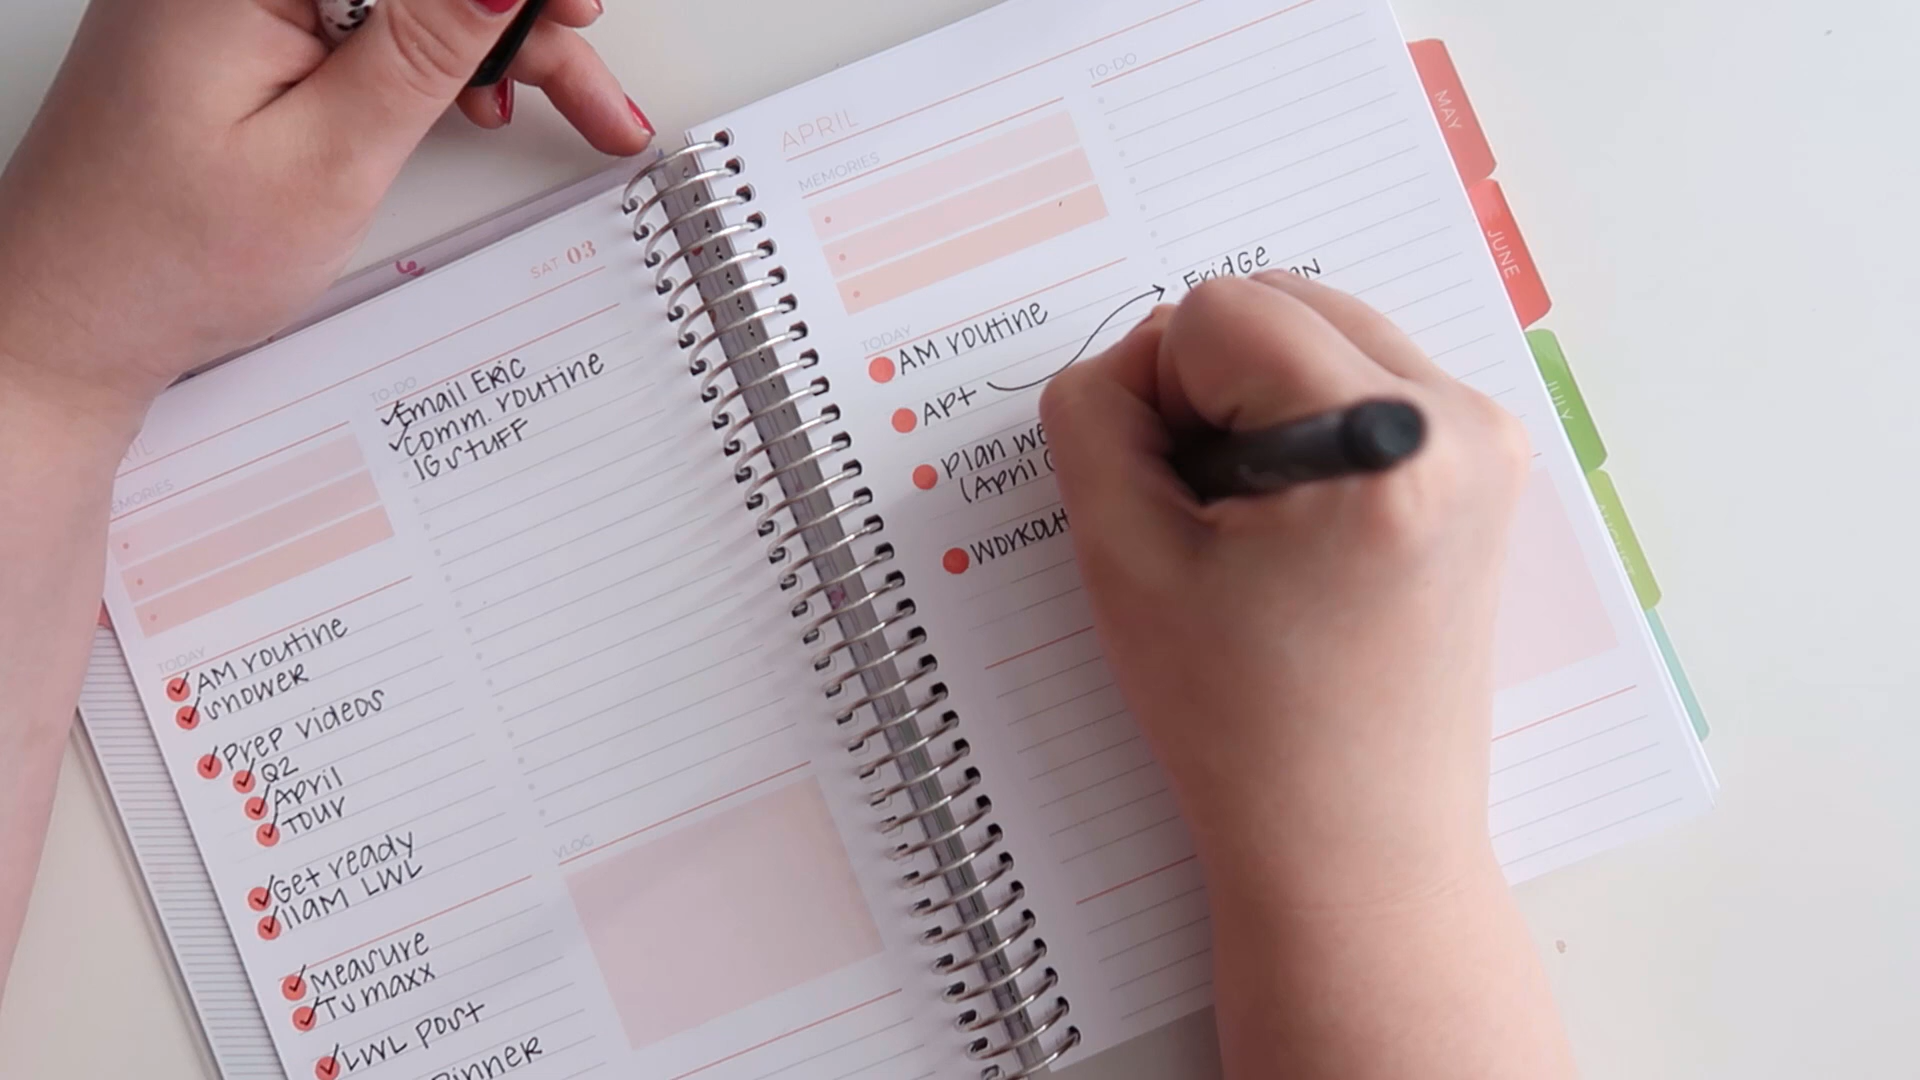 SAT 03
TO-DO
Email Eric
Comm. routine
IG stuff
MEMORIES
TODAY
AM routine
shower
Prep videos
Q2
April
Tour
Get ready
11AM LWL
Measure
TJ maxx
LWL post
Dinner
VLOG
APRIL
MEMORIES
TO-DO
Fridge
TODAY
AM routine
Apt
Plan
(April
Workout
MAY
JUNE
JULY
AUGUST